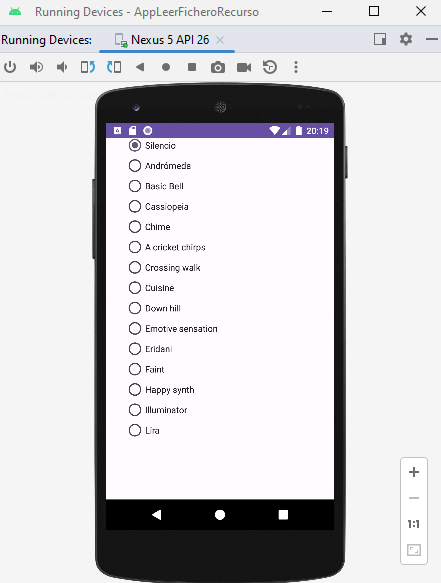 Running Devices - AppLeerFicheroRecurso
Running Devices: Nexus 5 API 26
20:19
Silencio
Andrómeda
Basic Bell
Cassiopeia
Chime
A cricket chirps
Crossing walk
Cuisine
Down hill
Emotive sensation
Eridani
Faint
Happy synth
Illuminator
Lira
1:1